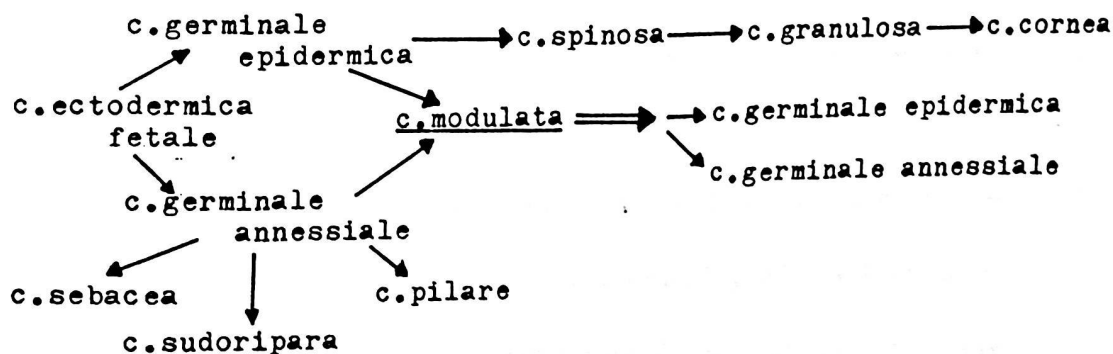 c.germinale
epidermica
c.spinosa
c.granulosa
c.cornea
c.ectodermica
fetale
c.modulata
c.germinale epidermica
c.germinale annessiale
c.germinale
annessiale
c.sebacea
c.pilare
c.sudoripara